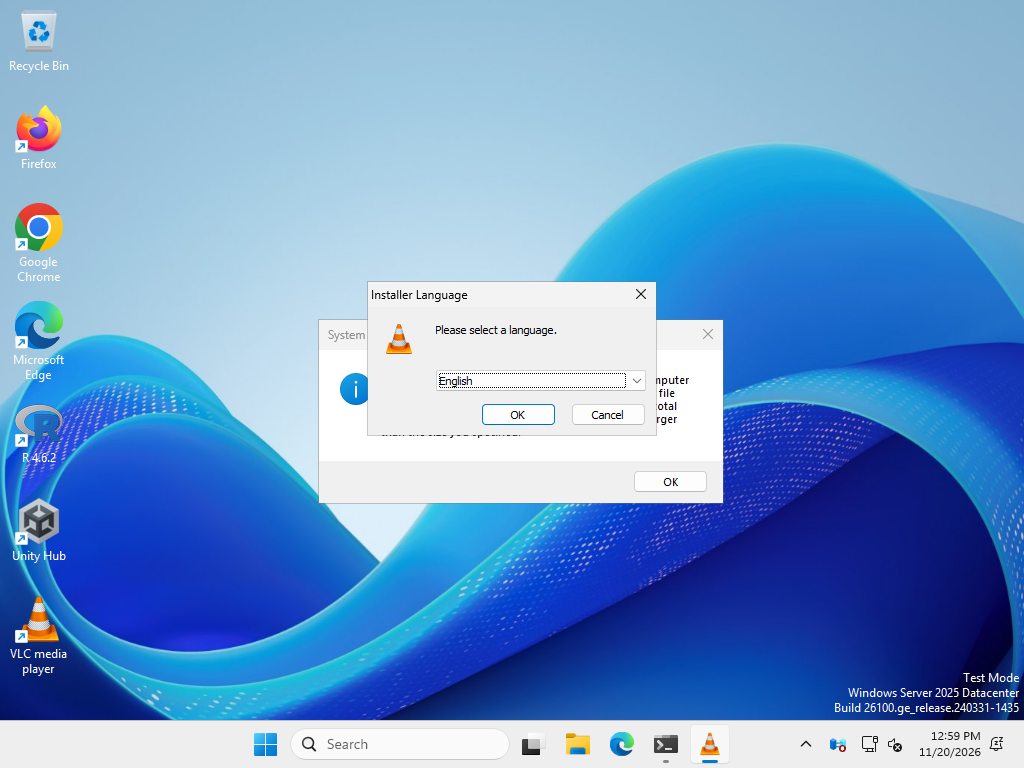 Recycle Bin
Firefox
Google
Chrome
Microsoft
Edge
R 4.6.2
Unity Hub
VLC media
player
Installer Language
Please select a language.
English
OK
Cancel
System
file
total
OK
Test Mode
Windows Server 2025 Datacenter
Build 26100.ge_release.240331-1435
Search
12:59 PM
11/20/2026